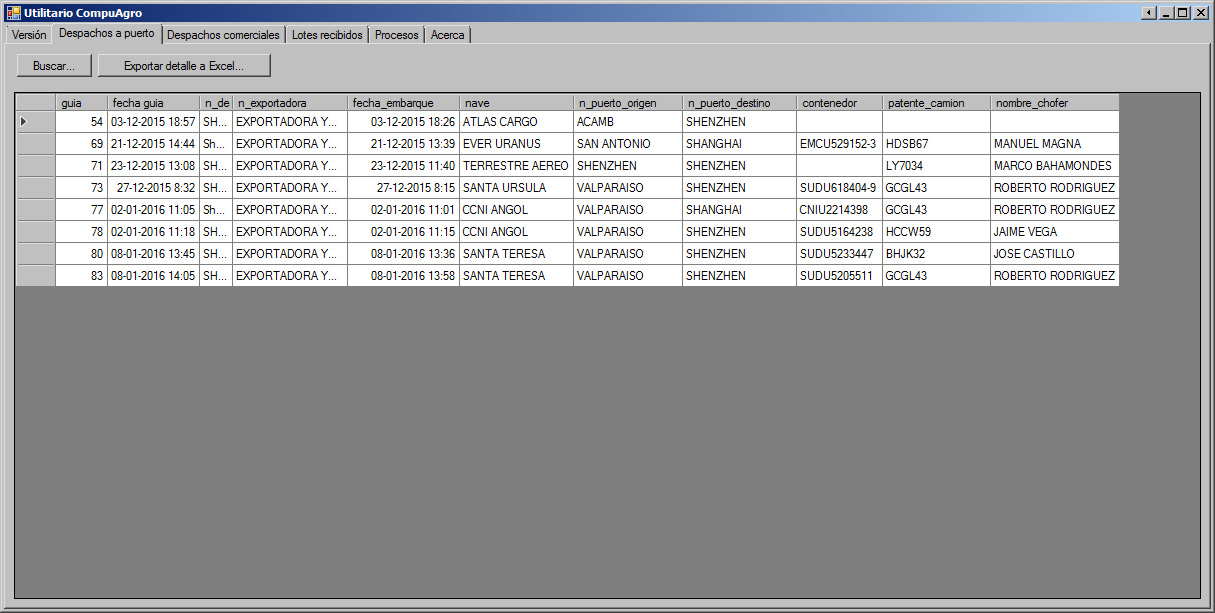 Utilitario CompuAgro
Versión Despachos a puerto Despachos comerciales Lotes recibidos Procesos Acerca
Buscar... Exportar detalle a Excel...
guia fecha guia n_de n_exportadora fecha_embarque nave n_puerto_origen n_puerto_destino contenedor patente_camion nombre_chofer
54 03-12-2015 18:57 SH... EXPORTADORA Y... 03-12-2015 18:26 ATLAS CARGO ACAMB SHENZHEN
69 21-12-2015 14:44 Sh... EXPORTADORA Y... 21-12-2015 13:39 EVER URANUS SAN ANTONIO SHANGHAI EMCU529152-3 HDSB67 MANUEL MAGNA
71 23-12-2015 13:08 SH... EXPORTADORA Y... 23-12-2015 11:40 TERRESTRE AEREO SHENZHEN SHENZHEN LY7034 MARCO BAHAMONDES
73 27-12-2015 8:32 SH... EXPORTADORA Y... 27-12-2015 8:15 SANTA URSULA VALPARAISO SHENZHEN SUDU618404-9 GCGL43 ROBERTO RODRIGUEZ
77 02-01-2016 11:05 Sh... EXPORTADORA Y... 02-01-2016 11:01 CCNI ANGOL VALPARAISO SHANGHAI CNIU2214398 GCGL43 ROBERTO RODRIGUEZ
78 02-01-2016 11:18 SH... EXPORTADORA Y... 02-01-2016 11:15 CCNI ANGOL VALPARAISO SHENZHEN SUDU5164238 HCCW59 JAIME VEGA
80 08-01-2016 13:45 SH... EXPORTADORA Y... 08-01-2016 13:36 SANTA TERESA VALPARAISO SHENZHEN SUDU5233447 BHJK32 JOSE CASTILLO
83 08-01-2016 14:05 SH... EXPORTADORA Y... 08-01-2016 13:58 SANTA TERESA VALPARAISO SHENZHEN SUDU5205511 GCGL43 ROBERTO RODRIGUEZ